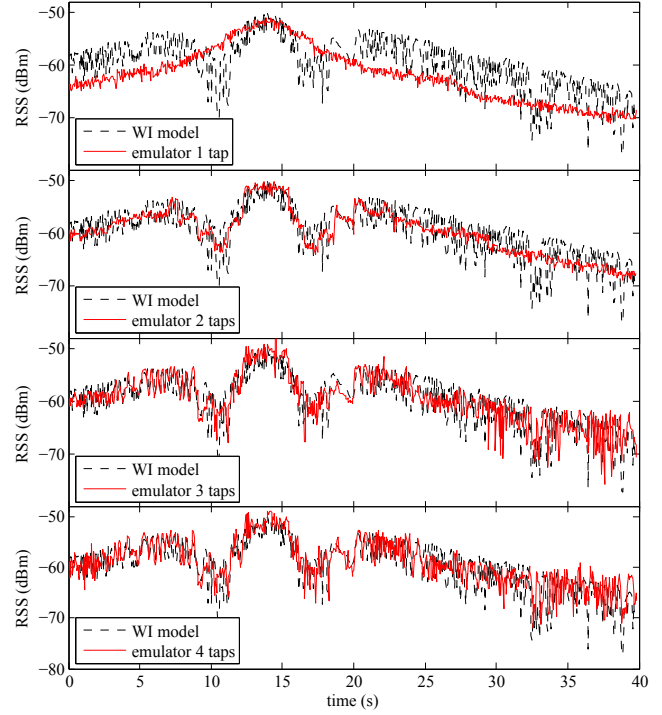 −50
−60
−70
RSS (dBm)
WI model
emulator 1 tap
−50
−60
−70
RSS (dBm)
WI model
emulator 2 taps
−50
−60
−70
RSS (dBm)
WI model
emulator 3 taps
−50
−60
−70
−80
RSS (dBm)
WI model
emulator 4 taps
0 5 10 15 20 25 30 35 40
time (s)